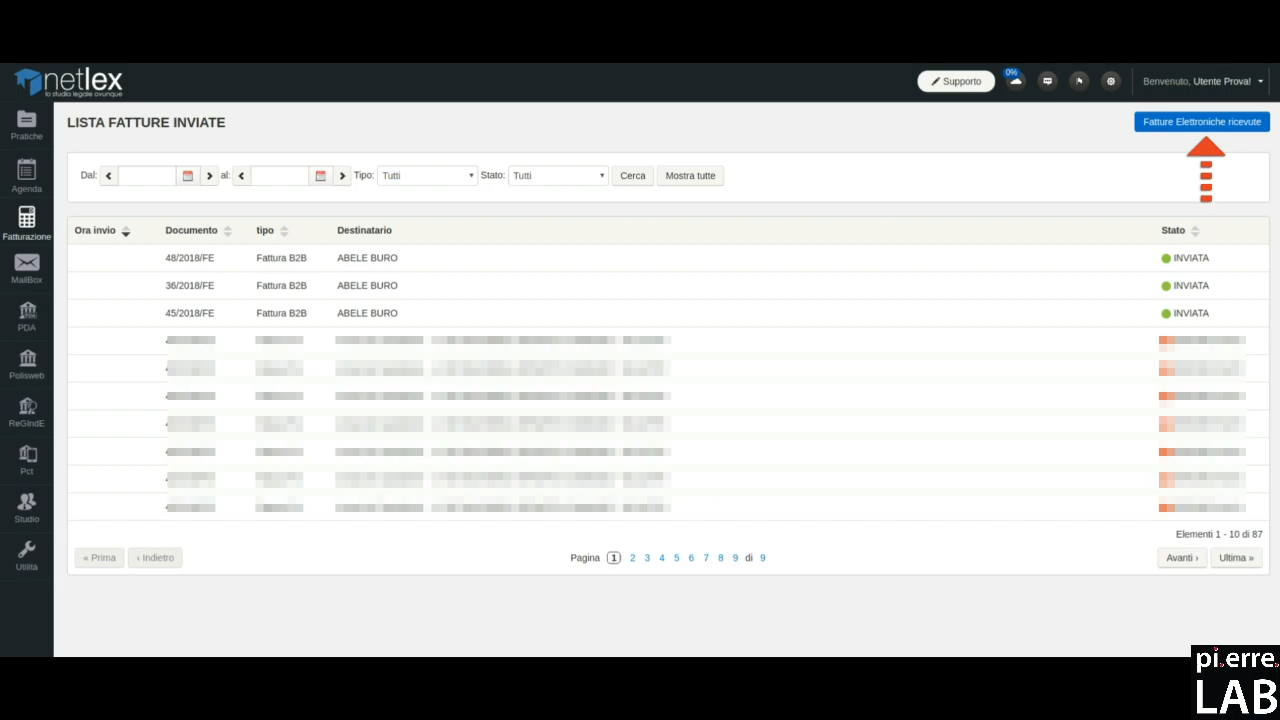 netlex
lo studio legale ovunque
Supporto
0%
Benvenuto, Utente Prova!
Pratiche
Agenda
Fatturazione
MailBox
PDA
Polisweb
ReGIndE
Pct
Studio
Utilità
LISTA FATTURE INVIATE
Fatture Elettroniche ricevute
Dal: al: Tipo: Tutti Stato: Tutti Cerca Mostra tutte
Ora invio Documento tipo Destinatario Stato
48/2018/FE Fattura B2B ABELE BURO INVIATA
36/2018/FE Fattura B2B ABELE BURO INVIATA
45/2018/FE Fattura B2B ABELE BURO INVIATA
Elementi 1 - 10 di 87
« Prima ‹ Indietro Pagina 1 2 3 4 5 6 7 8 9 di 9 Avanti › Ultima »
pi.erre.
LAB